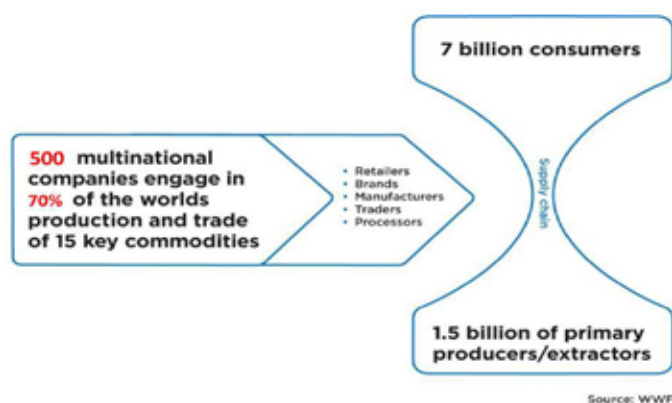 7 billion consumers
500 multinational
companies engage in
70% of the worlds
production and trade
of 15 key commodities
• Retailers
• Brands
• Manufacturers
• Traders
• Processors
Supply chain
1.5 billion of primary
producers/extractors
Source: WWF